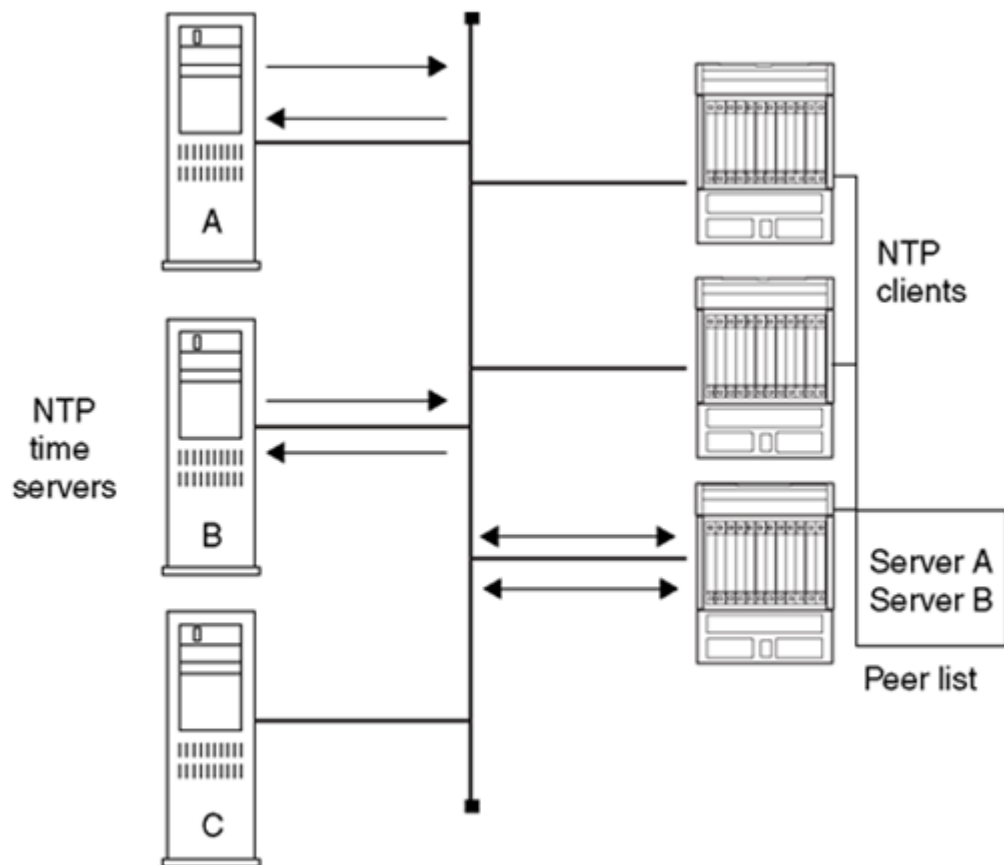 A
NTP
clients
NTP
time
servers
B
Server A
Server B
Peer list
C